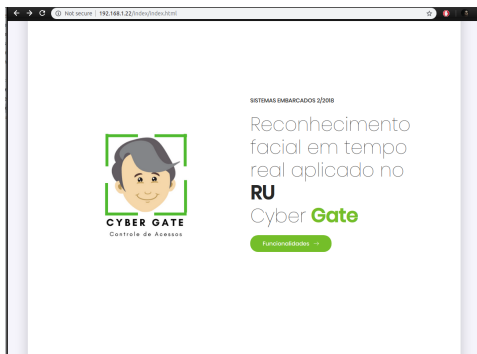 Not secure | 192.168.1.22/index/index.html
SISTEMAS EMBARCADOS 2/2018
Reconhecimento
facial em tempo
real aplicado no
RU
Cyber Gate
Funcionalidades →
CYBER GATE
Controle de Acessos